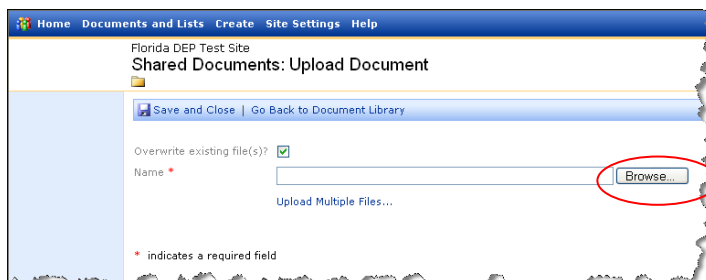 Home Documents and Lists Create Site Settings Help
Florida DEP Test Site
Shared Documents: Upload Document
Save and Close | Go Back to Document Library
Overwrite existing file(s)?
Name * Browse...
Upload Multiple Files...
* indicates a required field